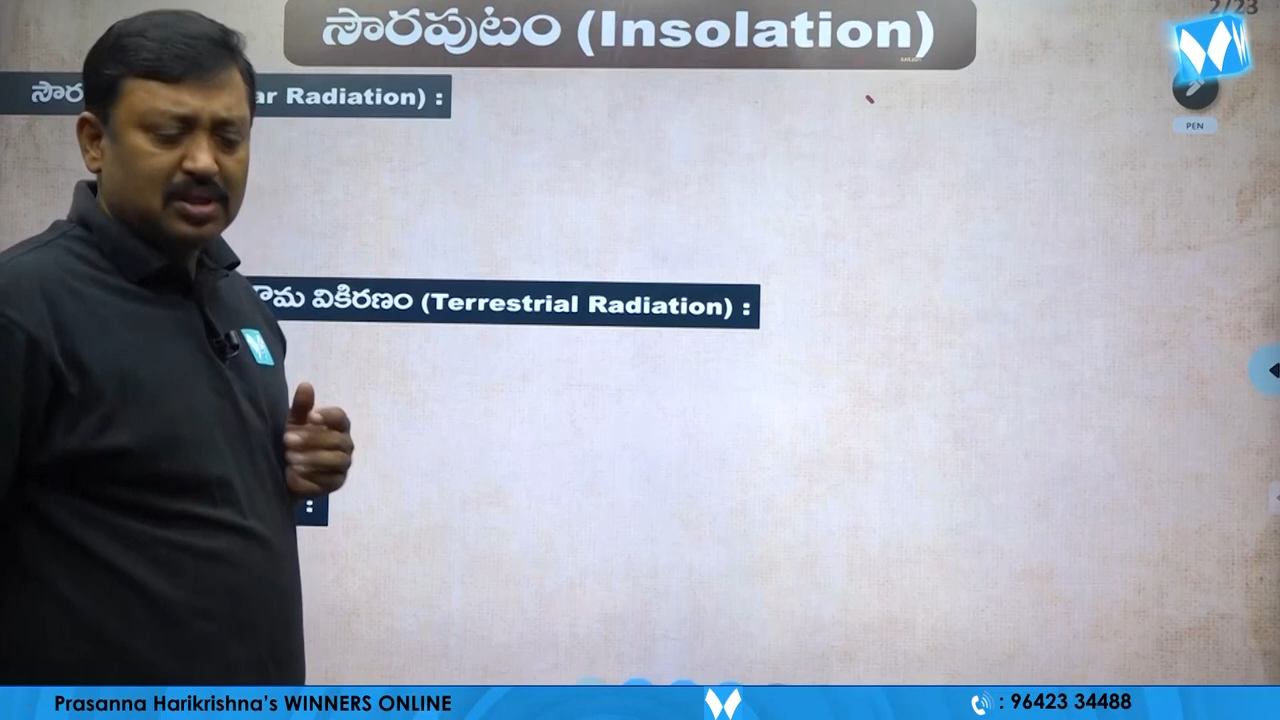 2/23
సౌరపుటం (Insolation)
సౌర ar Radiation) :
PEN
ౌమ వికిరణం (Terrestrial Radiation) :
:
Prasanna Harikrishna's WINNERS ONLINE
: 96423 34488